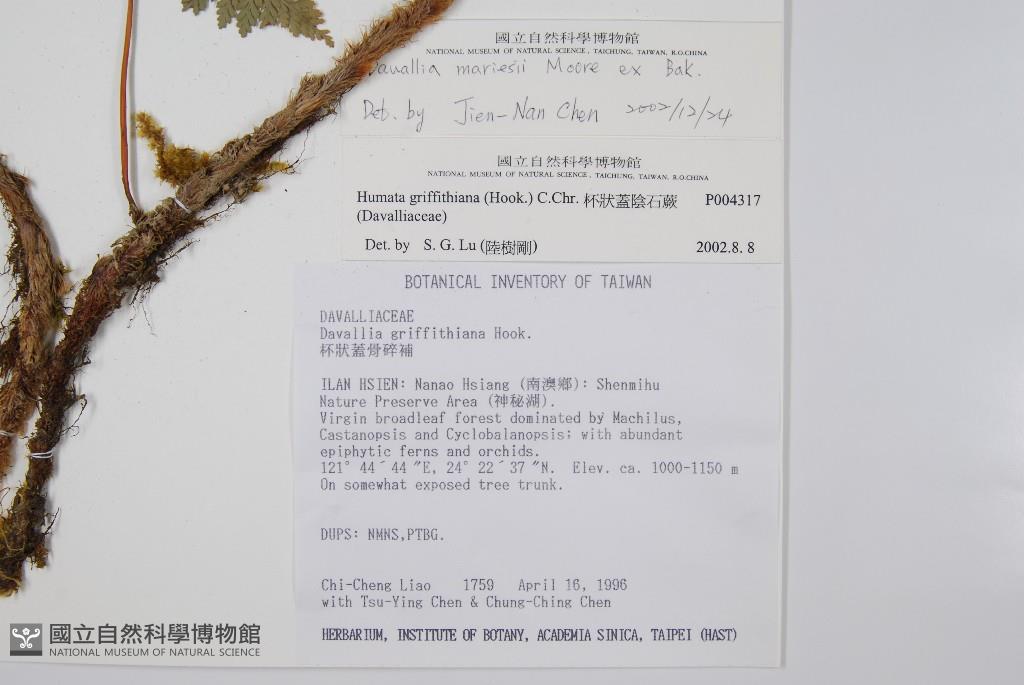 國立自然科學博物館
NATIONAL MUSEUM OF NATURAL SCIENCE, TAICHUNG, TAIWAN, R.O.CHINA
Davallia mariesii Moore ex Bak.
Det. by Jien-Nan Chen 2002/12/24
國立自然科學博物館
NATIONAL MUSEUM OF NATURAL SCIENCE, TAICHUNG, TAIWAN, R.O.CHINA
Humata griffithiana (Hook.) C.Chr. 杯狀蓋陰石蕨 P004317
(Davalliaceae)
Det. by S. G. Lu (陸樹剛) 2002.8. 8
BOTANICAL INVENTORY OF TAIWAN
DAVALLIACEAE
Davallia griffithiana Hook.
杯狀蓋骨碎補
ILAN HSIEN: Nanao Hsiang (南澳鄉): Shenmihu
Nature Preserve Area (神秘湖).
Virgin broadleaf forest dominated by Machilus,
Castanopsis and Cyclobalanopsis; with abundant
epiphytic ferns and orchids.
121° 44´44 ″E, 24° 22´37 ″N. Elev. ca. 1000-1150 m
On somewhat exposed tree trunk.
DUPS: NMNS,PTBG.
Chi-Cheng Liao 1759 April 16, 1996
with Tsu-Ying Chen & Chung-Ching Chen
HERBARIUM, INSTITUTE OF BOTANY, ACADEMIA SINICA, TAIPEI (HAST)
國立自然科學博物館
NATIONAL MUSEUM OF NATURAL SCIENCE